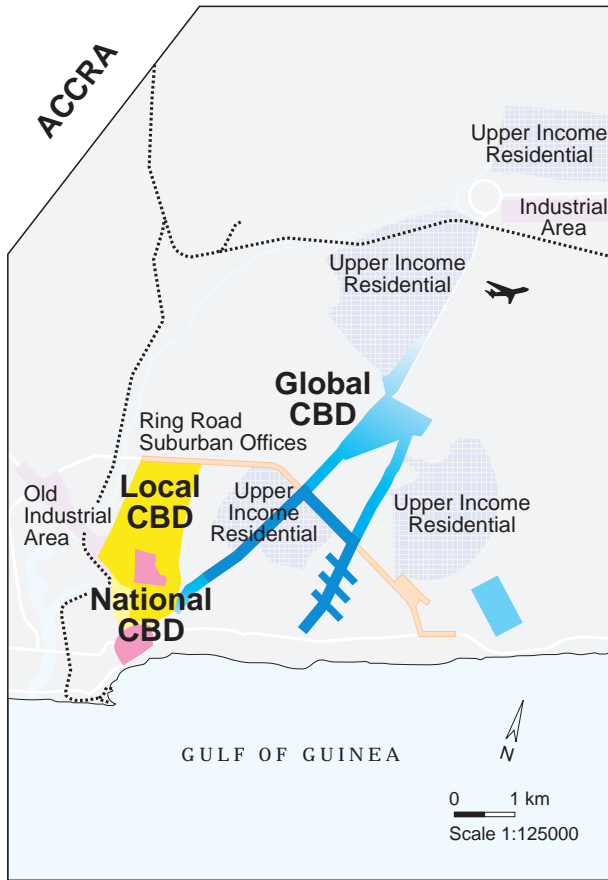 ACCRA
Upper Income
Residential
Industrial
Area
Upper Income
Residential
Global
CBD
Ring Road
Suburban Offices
Old
Industrial
Area
Local
CBD
Upper
Income
Residential
Upper Income
Residential
National
CBD
GULF OF GUINEA
N
0 1 km
Scale 1:125000